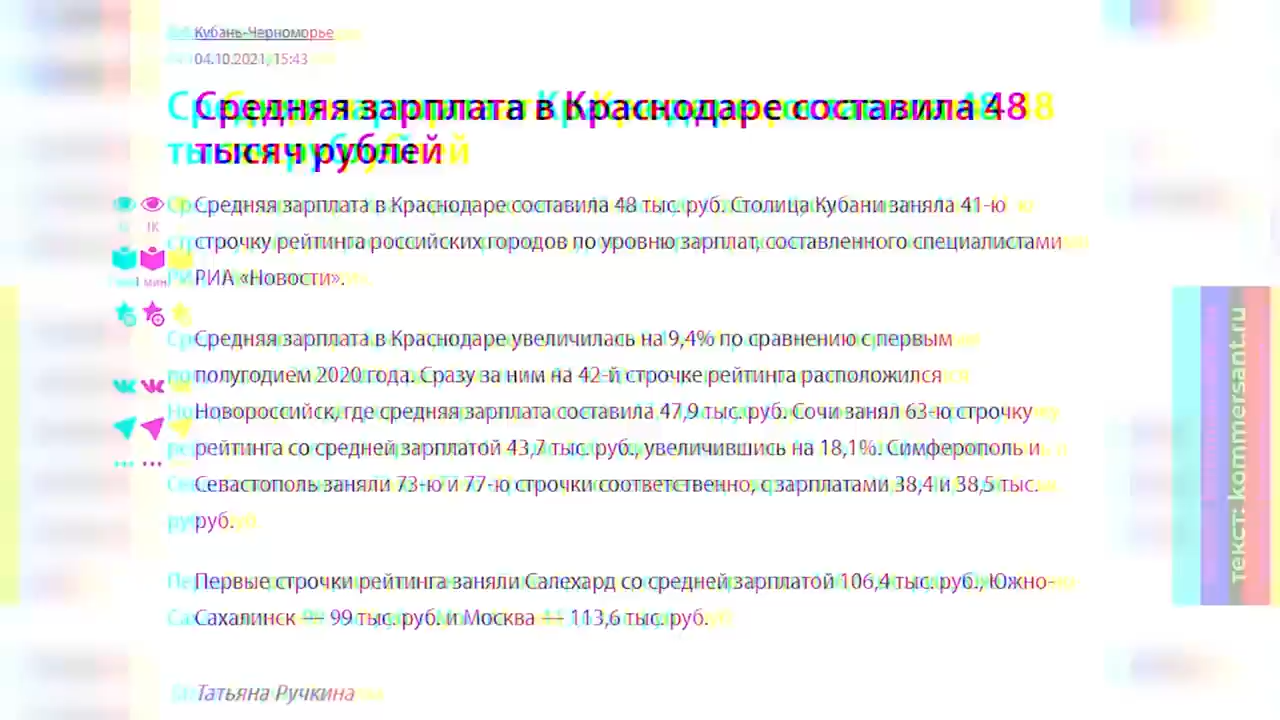 Кубань-Черноморье
04.10.2021, 15:43
Средняя зарплата в Краснодаре составила 48
тысяч рублей
Средняя зарплата в Краснодаре составила 48 тыс. руб. Столица Кубани заняла 41-ю
1K
строчку рейтинга российских городов по уровню зарплат, составленного специалистами
РИА «Новости».
1 мин.
Средняя зарплата в Краснодаре увеличилась на 9,4% по сравнению с первым
полугодием 2020 года. Сразу за ним на 42-й строчке рейтинга расположился
Новороссийск, где средняя зарплата составила 47,9 тыс. руб. Сочи занял 63-ю строчку
рейтинга со средней зарплатой 43,7 тыс. руб., увеличившись на 18,1%. Симферополь и
Севастополь заняли 73-ю и 77-ю строчки соответственно, с зарплатами 38,4 и 38,5 тыс.
руб.
Первые строчки рейтинга заняли Салехард со средней зарплатой 106,4 тыс. руб., Южно-
Сахалинск — 99 тыс. руб. и Москва — 113,6 тыс. руб.
Татьяна Ручкина
текст: kommersant.ru